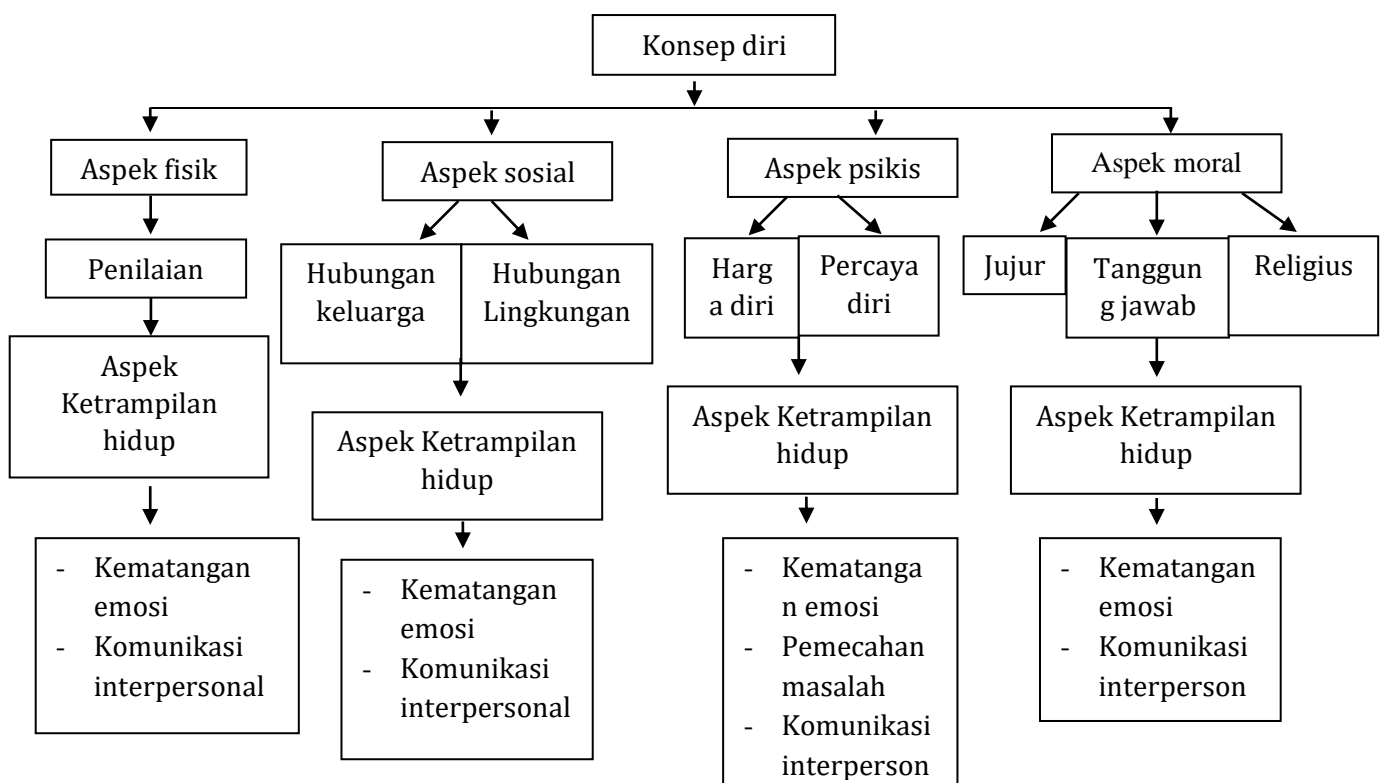 Konsep diri
Aspek fisik
Aspek sosial
Aspek psikis
Aspek moral
Penilaian
Hubungan
keluarga
Hubungan
Lingkungan
Harg
a diri
Percaya
diri
Jujur
Tanggun
g jawab
Religius
Aspek
Ketrampilan
hidup
Aspek Ketrampilan
hidup
Aspek Ketrampilan
hidup
Aspek Ketrampilan
hidup
- Kematangan
emosi
- Komunikasi
interpersonal
- Kematangan
emosi
- Komunikasi
interpersonal
- Kematanga
n emosi
- Pemecahan
masalah
- Komunikasi
interperson
- Kematangan
emosi
- Komunikasi
interperson